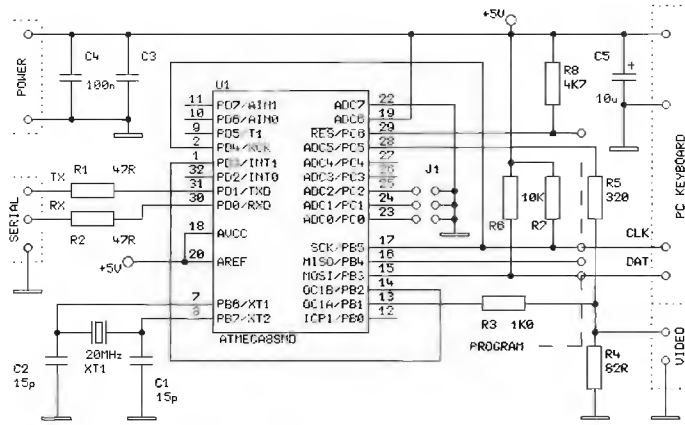 +5U
POWER
C4
100n
C3
U1
R8
4K7
C5
+
10u
PC KEYBOARD
11 PD7/AIN1 ADC7 22
10 PD6/AIN0 ADC6 19
9 PD5/T1 RES/PC6 29
2 PD4/XCK ADC5/PC5 28
1 PD3/INT1 ADC4/PC4 27
32 PD2/INT0 ADC3/PC3 26
31 PD1/TXD ADC2/PC2 25
30 PD0/RXD ADC1/PC1 24
ADC0/PC0 23
18 AVCC
20 AREF
SCK/PB5 17
MISO/PB4 16
MOSI/PB3 15
OC1B/PB2 14
7 PB6/XT1 OC1A/PB1 13
8 PB7/XT2 ICP1/PB0 12
ATMEGA8SMD
J1
SERIAL
TX
R1 47R
RX
R2 47R
+5U
R6
10K
R7
R5
320
CLK
DAT
R3 1K0
PROGRAM
R4
82R
VIDEO
20MHz
XT1
C2
15p
C1
15p